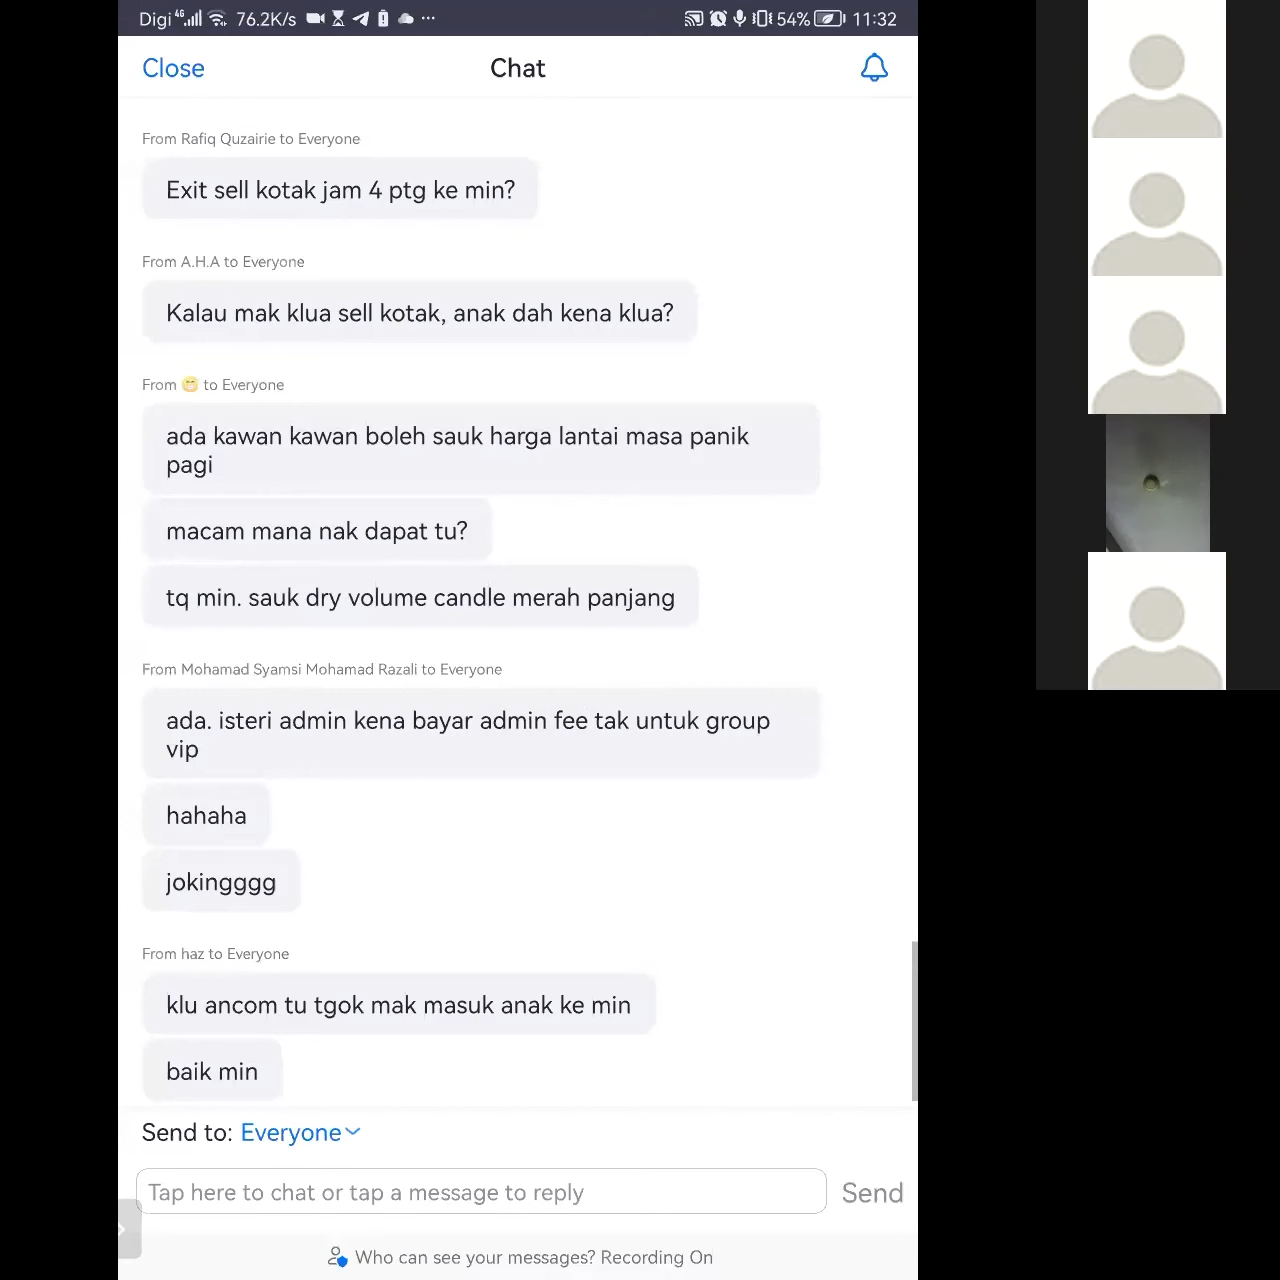 Digi 4G 76.2K/s 54% 11:32
Close Chat
From Rafiq Quzairie to Everyone
Exit sell kotak jam 4 ptg ke min?
From A.H.A to Everyone
Kalau mak klua sell kotak, anak dah kena klua?
From 😁 to Everyone
ada kawan kawan boleh sauk harga lantai masa panik
pagi
macam mana nak dapat tu?
tq min. sauk dry volume candle merah panjang
From Mohamad Syamsi Mohamad Razali to Everyone
ada. isteri admin kena bayar admin fee tak untuk group
vip
hahaha
jokingggg
From haz to Everyone
klu ancom tu tgok mak masuk anak ke min
baik min
Send to: Everyone
Tap here to chat or tap a message to reply Send
Who can see your messages? Recording On